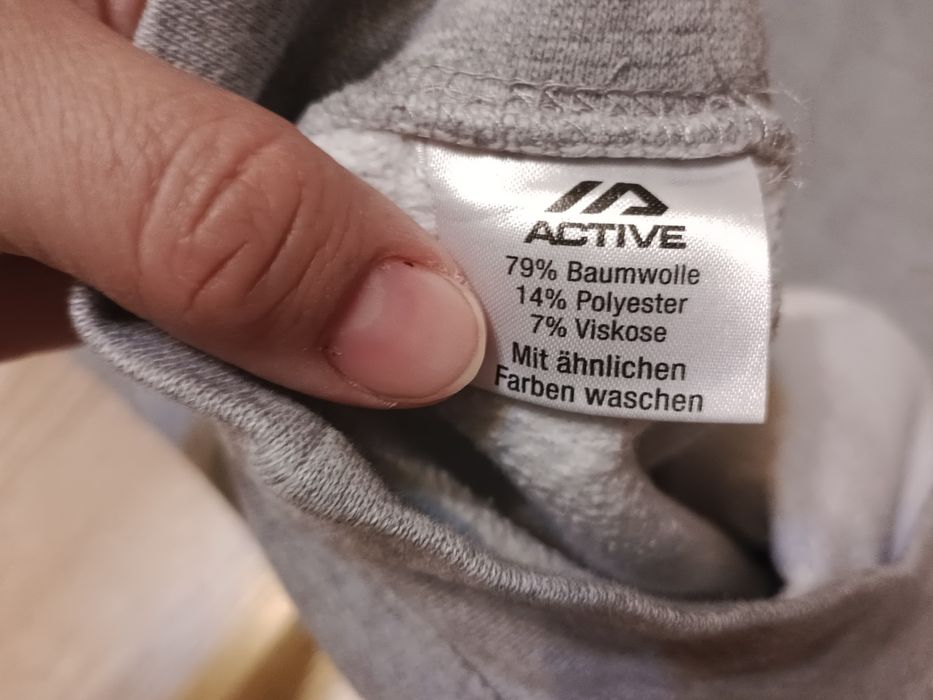 ACTIVE
79% Baumwolle
14% Polyester
7% Viskose
Mit ähnlichen
Farben waschen